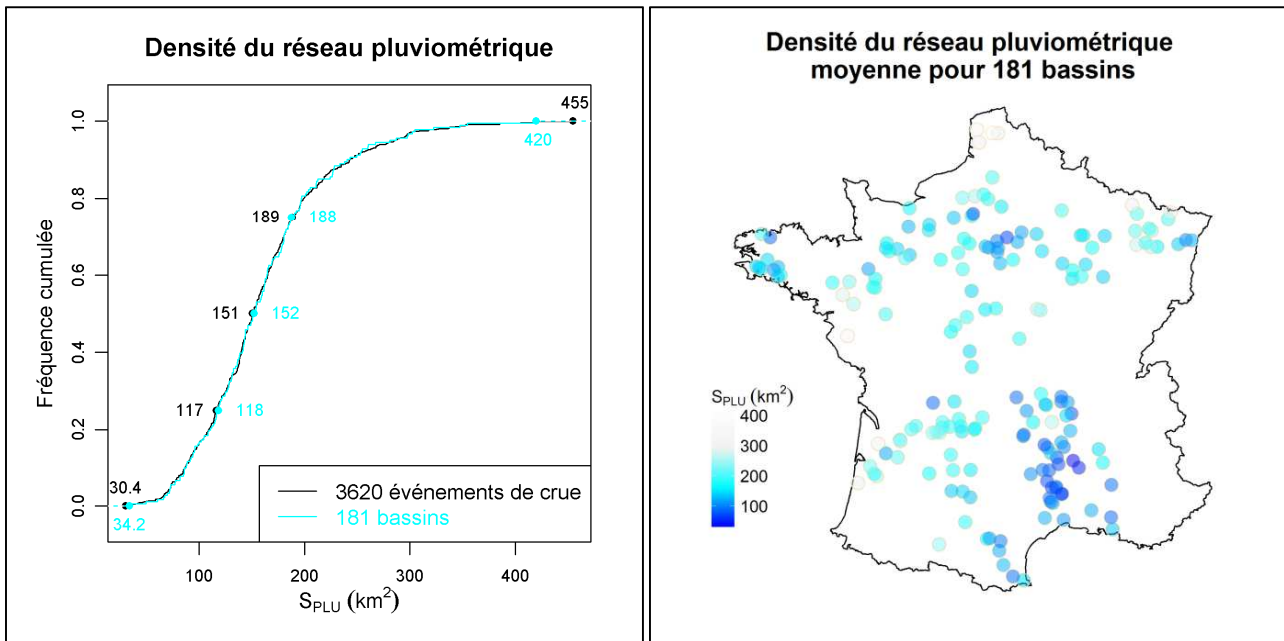 Densité du réseau pluviométrique
Fréquence cumulée
1.0
0.8
0.6
0.4
0.2
0.0
455
420
189 188
151 152
117 118
30.4
34.2
3620 événements de crue
181 bassins
100 200 300 400
S_PLU (km²)
Densité du réseau pluviométrique
moyenne pour 181 bassins
S_PLU (km²)
400
300
200
100